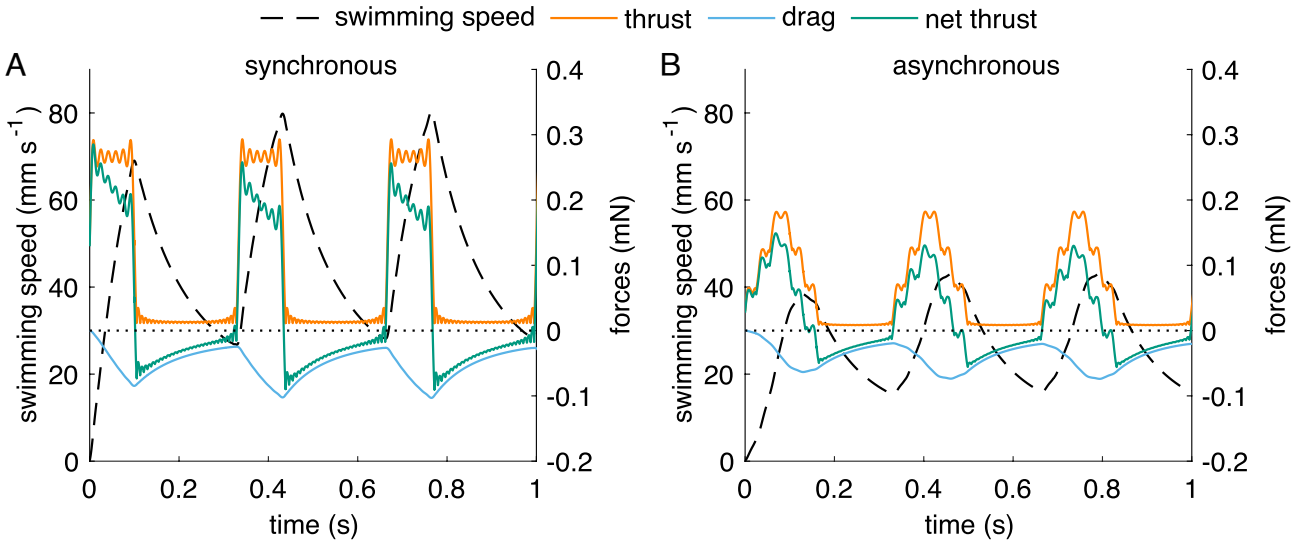 swimming speed thrust drag net thrust
A synchronous
swimming speed (mm s-1 )
80
60
40
20
0
0.4
0.3
0.2
0.1
0
-0.1
-0.2
forces (mN)
0 0.2 0.4 0.6 0.8 1
time (s)
B asynchronous
swimming speed (mm s-1 )
80
60
40
20
0
0.4
0.3
0.2
0.1
0
-0.1
-0.2
forces (mN)
0 0.2 0.4 0.6 0.8 1
time (s)